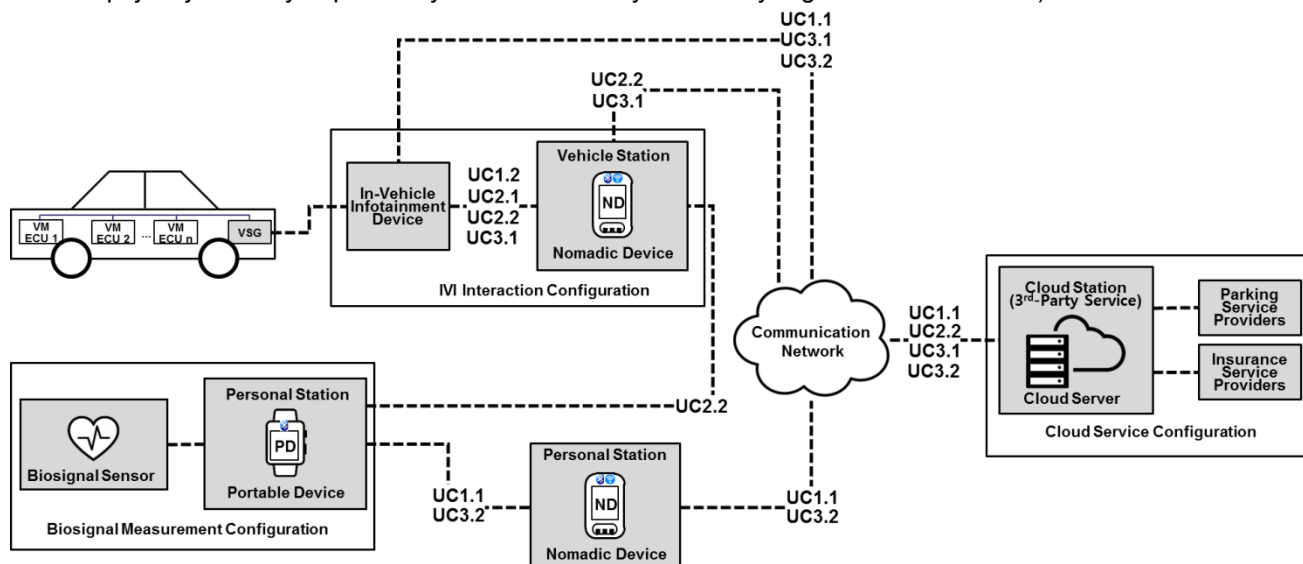 UC1.1
UC3.1
UC3.2
UC2.2
UC3.1
Vehicle Station
ND
Nomadic Device
In-Vehicle
Infotainment
Device
UC1.2
UC2.1
UC2.2
UC3.1
IVI Interaction Configuration
VM
ECU 1
VM
ECU 2
...
VM
ECU n
VSG
Communication
Network
UC1.1
UC2.2
UC3.1
UC3.2
Cloud Station
(3rd-Party Service)
Cloud Server
Parking
Service
Providers
Insurance
Service
Providers
Cloud Service Configuration
Biosignal Sensor
Personal Station
PD
Portable Device
Biosignal Measurement Configuration
UC2.2
UC1.1
UC3.2
Personal Station
ND
Nomadic Device
UC1.1
UC3.2